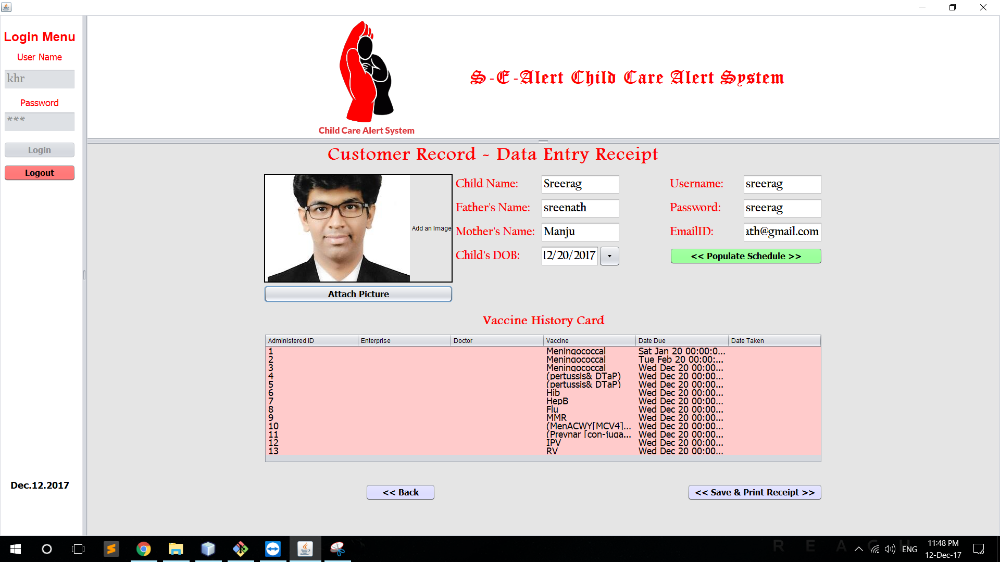 Login Menu
User Name
khr
Password
***
Login
Logout
Dec.12.2017
Child Care Alert System
S-E-Alert Child Care Alert System
Customer Record - Data Entry Receipt
Add an Image
Attach Picture
Child Name: Sreerag
Father's Name: sreenath
Mother's Name: Manju
Child's DOB: 12/20/2017
Username: sreerag
Password: sreerag
EmailID: ath@gmail.com
<< Populate Schedule >>
Vaccine History Card
Administered ID Enterprise Doctor Vaccine Date Due Date Taken
1 Meningococcal Sat Jan 20 00:00:0...
2 Meningococcal Tue Feb 20 00:00:...
3 Meningococcal Wed Dec 20 00:00...
4 (pertussis& DTaP) Wed Dec 20 00:00...
5 (pertussis& DTaP) Wed Dec 20 00:00...
6 Hib Wed Dec 20 00:00...
7 HepB Wed Dec 20 00:00...
8 Flu Wed Dec 20 00:00...
9 MMR Wed Dec 20 00:00...
10 (MenACWY[MCV4]... Wed Dec 20 00:00...
11 (Prevnar [con-juga... Wed Dec 20 00:00...
12 IPV Wed Dec 20 00:00...
13 RV Wed Dec 20 00:00...
<< Back
<< Save & Print Receipt >>
R E A C H
ENG
11:48 PM
12-Dec-17